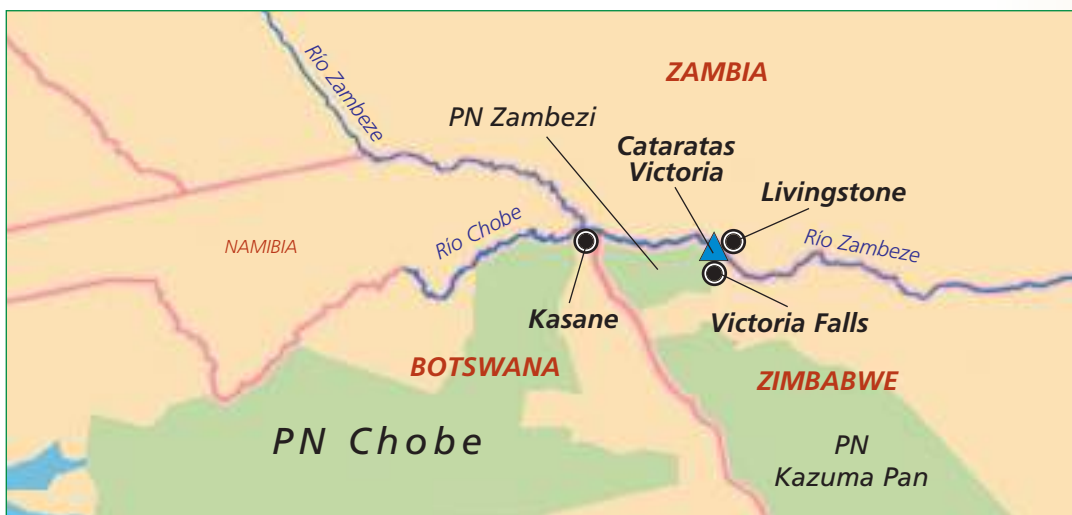 Río Zambeze
ZAMBIA
PN Zambezi
Cataratas
Victoria
Livingstone
Río Chobe
Río Zambeze
NAMIBIA
Kasane
Victoria Falls
BOTSWANA
ZIMBABWE
PN Chobe
PN
Kazuma Pan